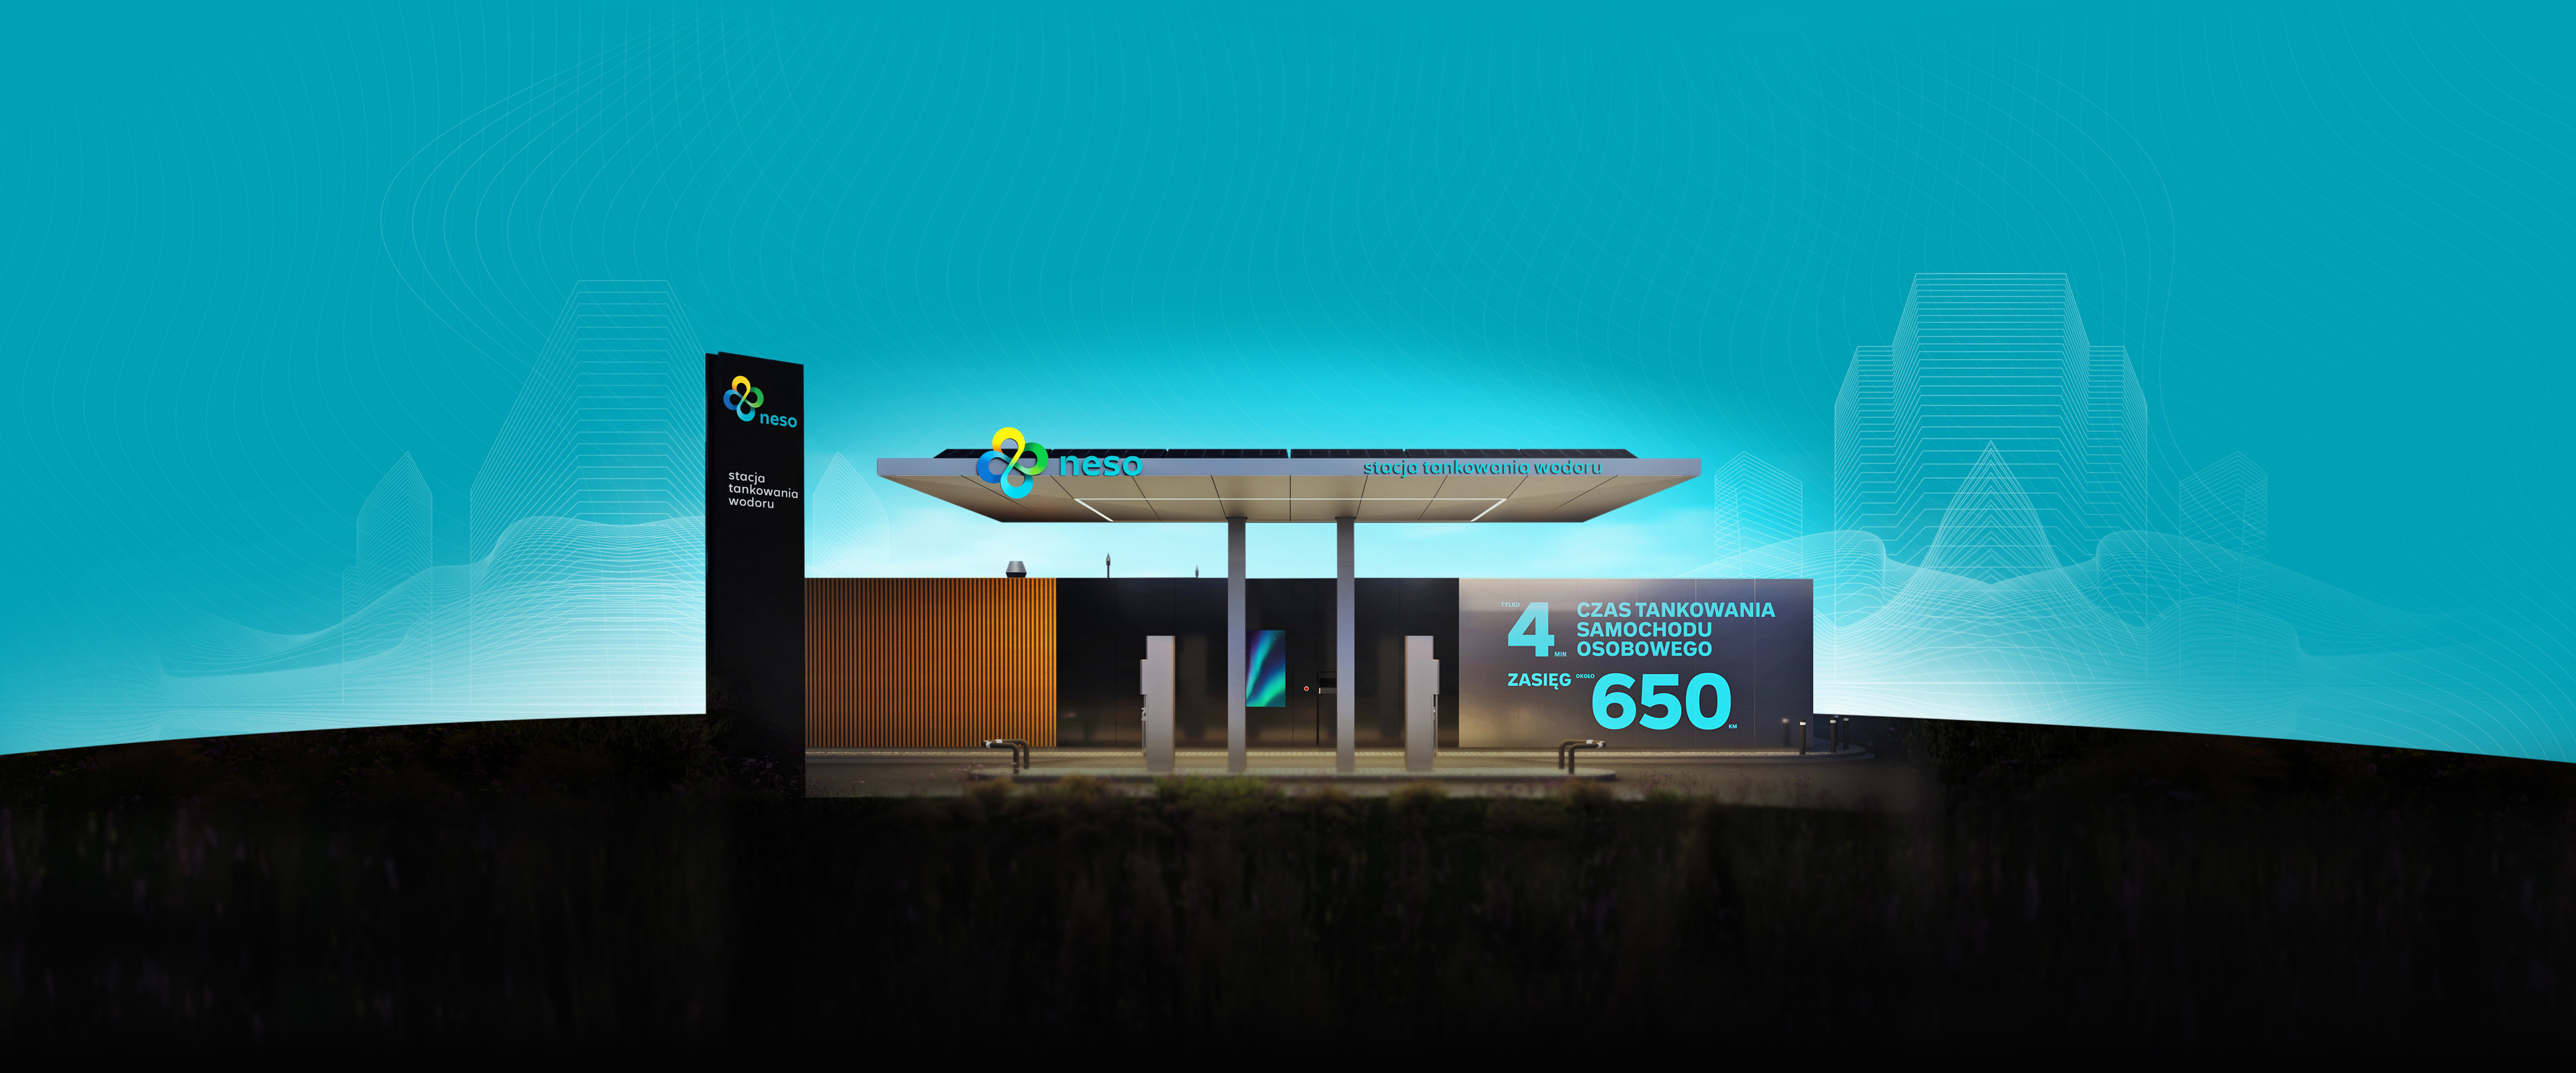 neso
stacja
tankowania
wodoru
neso
stacja tankowania wodoru
TYLKO
4 MIN
CZAS TANKOWANIA
SAMOCHODU
OSOBOWEGO
ZASIĘG OKOŁO
650 KM